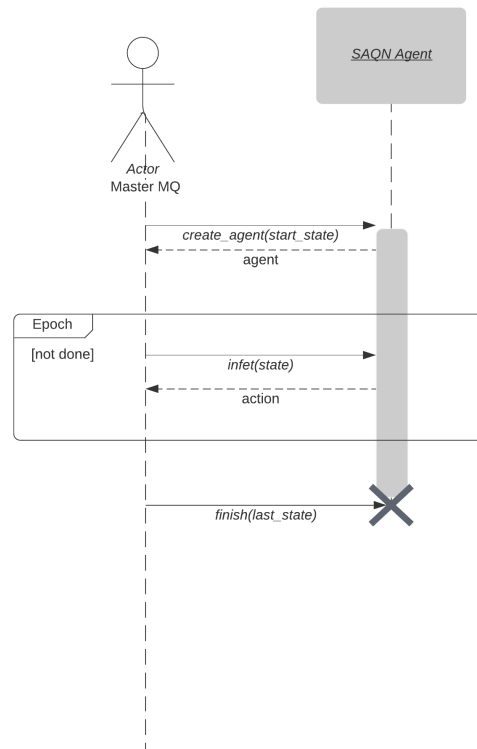 SAQN Agent
Actor
Master MQ
create_agent(start_state)
agent
Epoch
[not done]
infet(state)
action
finish(last_state)